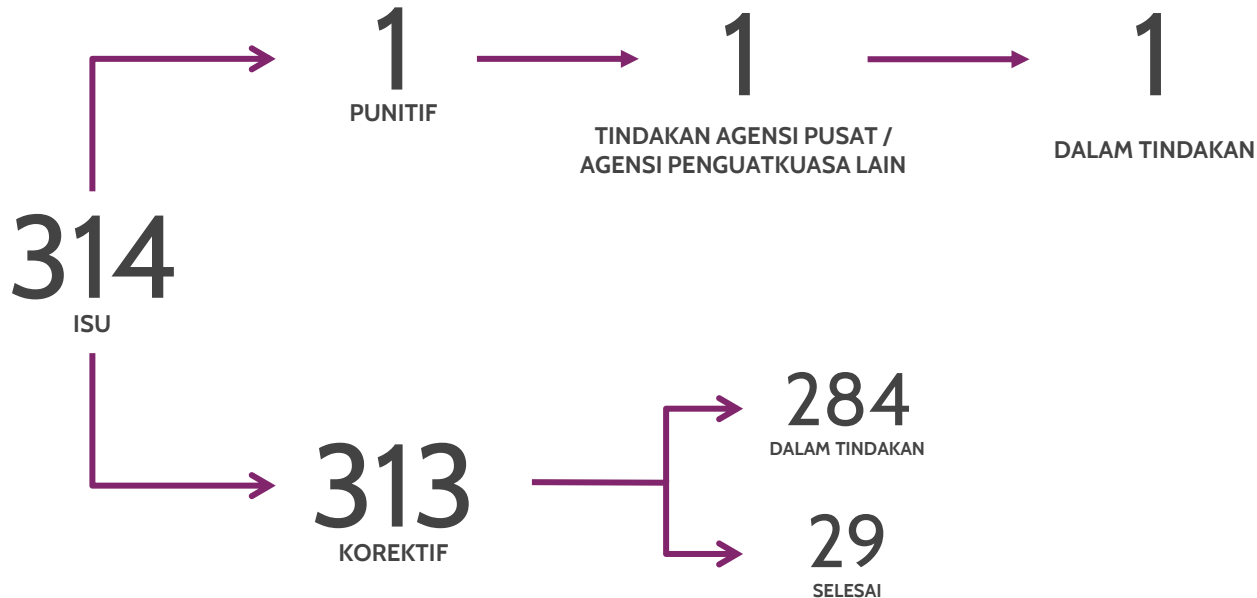 314
ISU
1
PUNITIF
1
TINDAKAN AGENSI PUSAT /
AGENSI PENGUATKUASA LAIN
1
DALAM TINDAKAN
313
KOREKTIF
284
DALAM TINDAKAN
29
SELESAI